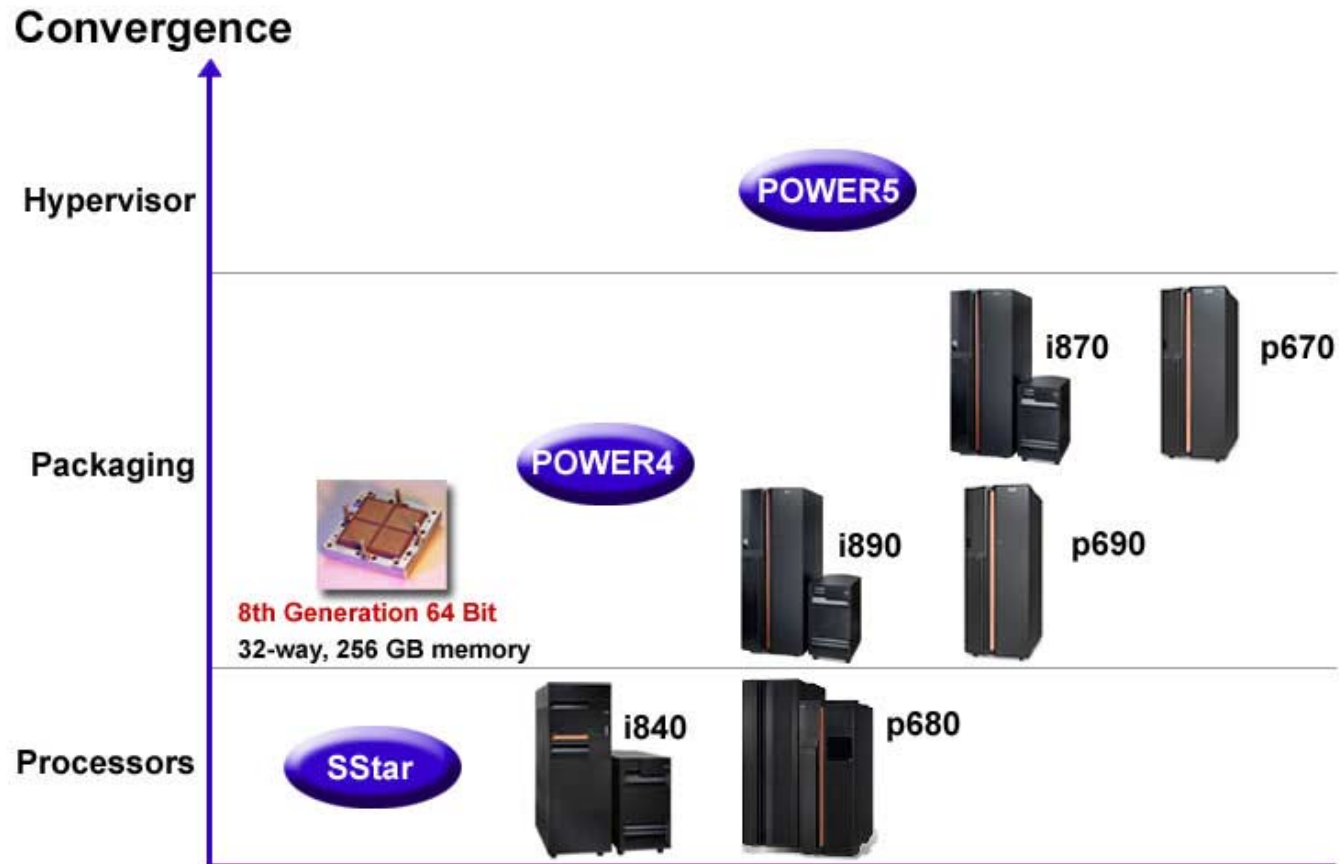 Convergence
Hypervisor
POWER5
i870
p670
Packaging
POWER4
i890
p690
8th Generation 64 Bit
32-way, 256 GB memory
Processors
SStar
i840
p680